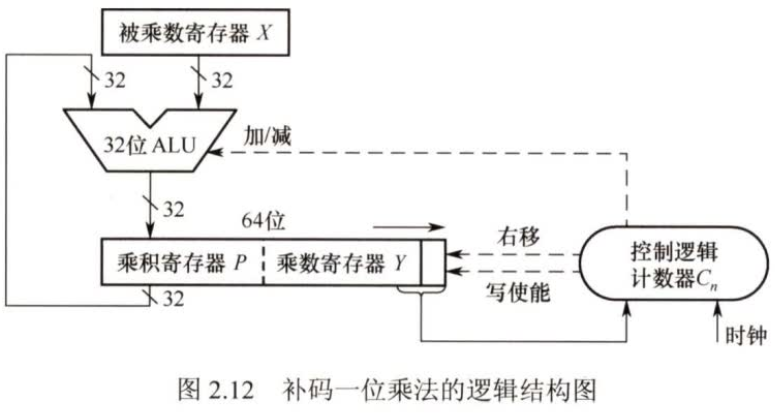 被乘数寄存器 X
32
32
32位 ALU
加/减
32
64位
乘积寄存器 P
乘数寄存器 Y
右移
写使能
控制逻辑
计数器Cn
32
时钟
图 2.12 补码一位乘法的逻辑结构图